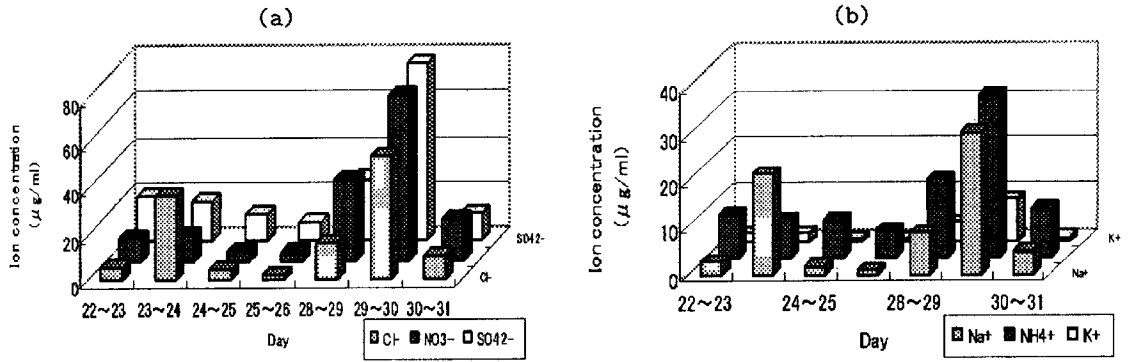 (a)
Ion concentration
(μg/ml)
80
60
40
20
0
22~23 23~24 24~25 25~26 28~29 29~30 30~31
Day
SO42-
Cl-
Cl- NO3- SO42-
(b)
Ion concentration
(μg/ml)
40
30
20
10
0
22~23 24~25 28~29 30~31
Day
K+
Na+
Na+ NH4+ K+